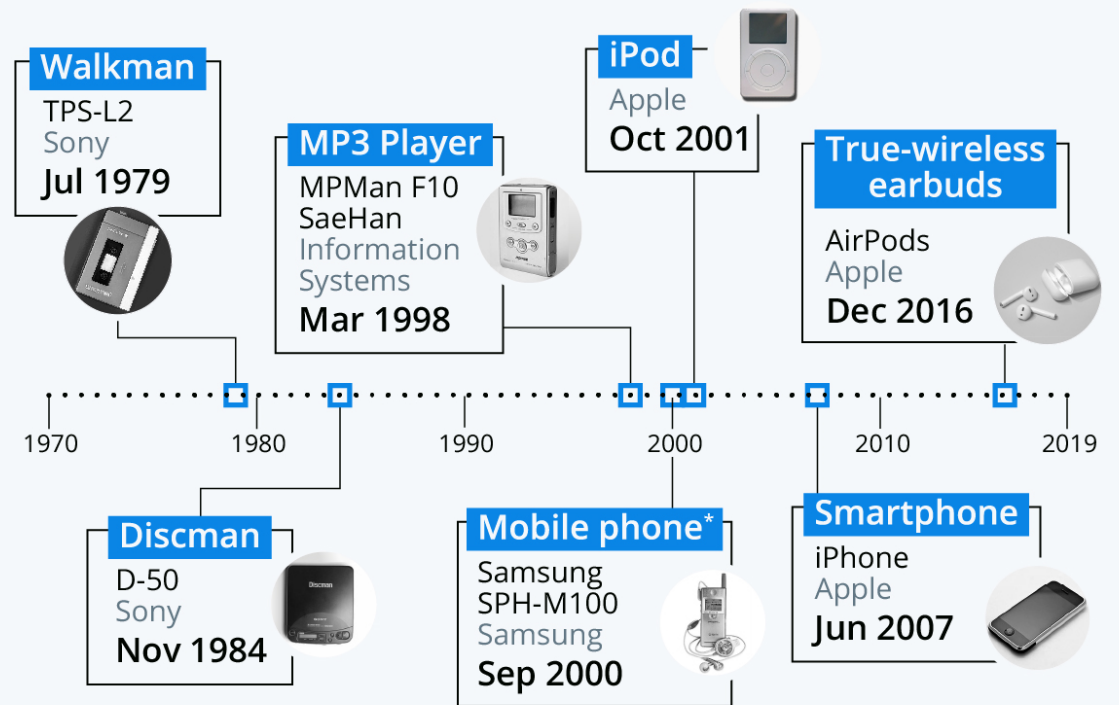 Walkman
TPS-L2
Sony
Jul 1979
MP3 Player
MPMan F10
SaeHan
Information
Systems
Mar 1998
iPod
Apple
Oct 2001
True-wireless
earbuds
AirPods
Apple
Dec 2016
1970
1980
1990
2000
2010
2019
Discman
D-50
Sony
Nov 1984
Discman
Mobile phone*
Samsung
SPH-M100
Samsung
Sep 2000
Smartphone
iPhone
Apple
Jun 2007